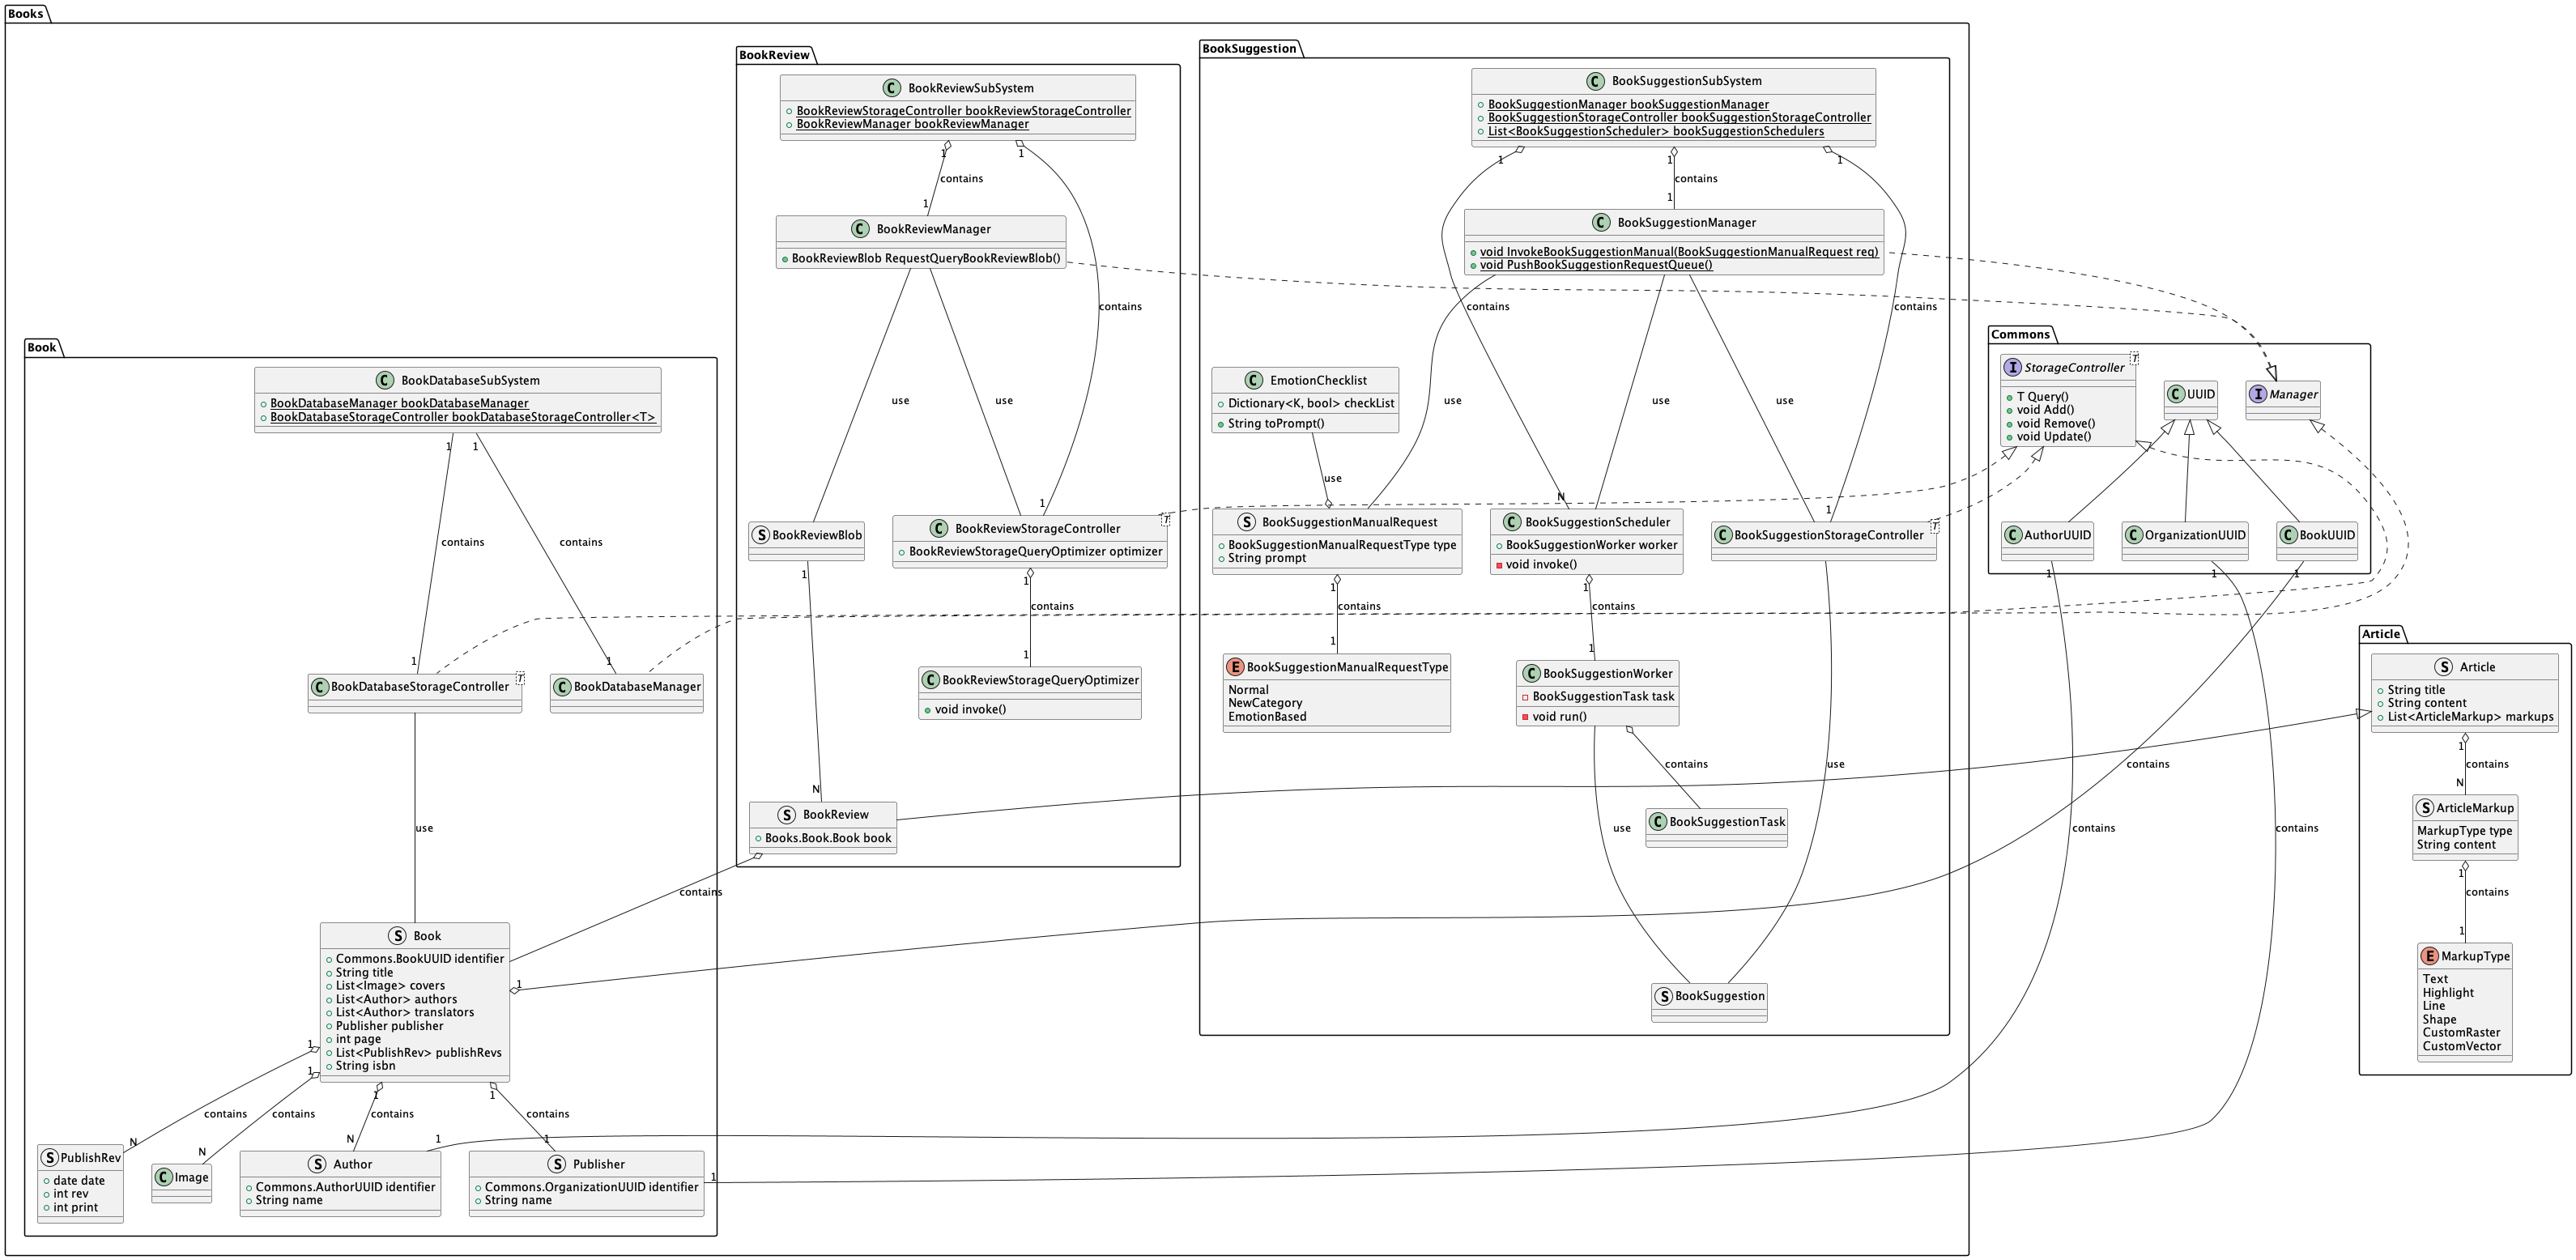 Books
BookReview
BookReviewSubSystem
BookReviewStorageController bookReviewStorageController
BookReviewManager bookReviewManager
1
1
contains
1
BookReviewManager
BookReviewBlob RequestQueryBookReviewBlob()
contains
use
use
BookReviewBlob
1
1
BookReviewStorageController
T
BookReviewStorageQueryOptimizer optimizer
1
contains
1
BookReviewStorageQueryOptimizer
void invoke()
N
BookReview
Books.Book.Book book
contains
BookSuggestion
BookSuggestionSubSystem
BookSuggestionManager bookSuggestionManager
BookSuggestionStorageController bookSuggestionStorageController
List<BookSuggestionScheduler> bookSuggestionSchedulers
1
1
1
contains
1
BookSuggestionManager
void InvokeBookSuggestionManual(BookSuggestionManualRequest req)
void PushBookSuggestionRequestQueue()
contains
contains
EmotionChecklist
Dictionary<K, bool> checkList
String toPrompt()
use
use
use
use
N
1
BookSuggestionManualRequest
BookSuggestionManualRequestType type
String prompt
BookSuggestionScheduler
BookSuggestionWorker worker
void invoke()
BookSuggestionStorageController
T
1
contains
1
1
contains
1
BookSuggestionManualRequestType
Normal
NewCategory
EmotionBased
BookSuggestionWorker
BookSuggestionTask task
void run()
contains
use
BookSuggestionTask
use
BookSuggestion
Book
BookDatabaseSubSystem
BookDatabaseManager bookDatabaseManager
BookDatabaseStorageController bookDatabaseStorageController<T>
1
1
contains
contains
1
1
BookDatabaseStorageController
T
BookDatabaseManager
use
Book
Commons.BookUUID identifier
String title
List<Image> covers
List<Author> authors
List<Author> translators
Publisher publisher
int page
List<PublishRev> publishRevs
String isbn
1
1
1
1
1
contains
contains
contains
contains
N
N
N
1
1
1
PublishRev
date date
int rev
int print
Image
Author
Commons.AuthorUUID identifier
String name
Publisher
Commons.OrganizationUUID identifier
String name
Commons
StorageController
T
T Query()
void Add()
void Remove()
void Update()
UUID
Manager
AuthorUUID
OrganizationUUID
BookUUID
1
1
1
contains
contains
contains
Article
Article
String title
String content
List<ArticleMarkup> markups
1
contains
N
ArticleMarkup
MarkupType type
String content
1
contains
1
MarkupType
Text
Highlight
Line
Shape
CustomRaster
CustomVector